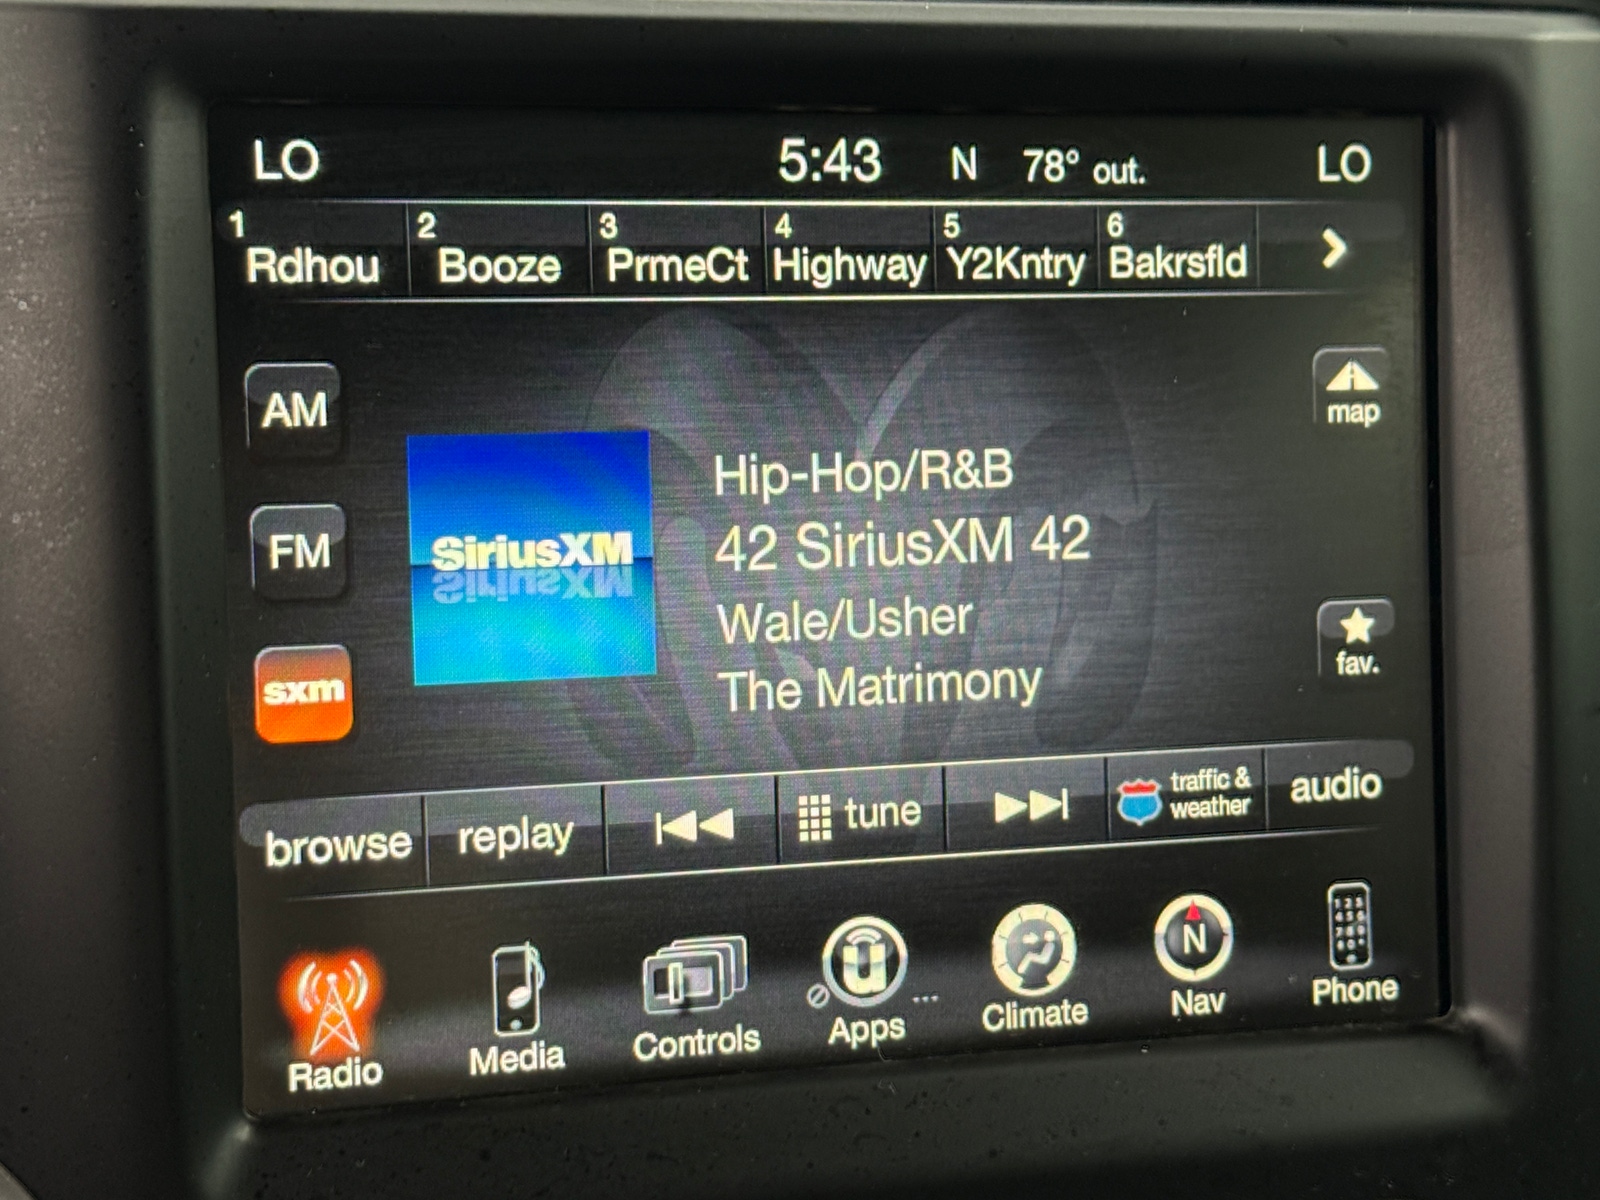 LO 5:43 N 78° out. LO
1 Rdhou
2 Booze
3 PrmeCt
4 Highway
5 Y2Kntry
6 Bakrsfld
AM
map
FM
SiriusXM
Hip-Hop/R&B
42 SiriusXM 42
Wale/Usher
The Matrimony
sxm
fav.
browse
replay
tune
traffic &
weather
audio
Radio
Media
Controls
u
Apps
...
Climate
N
Nav
Phone